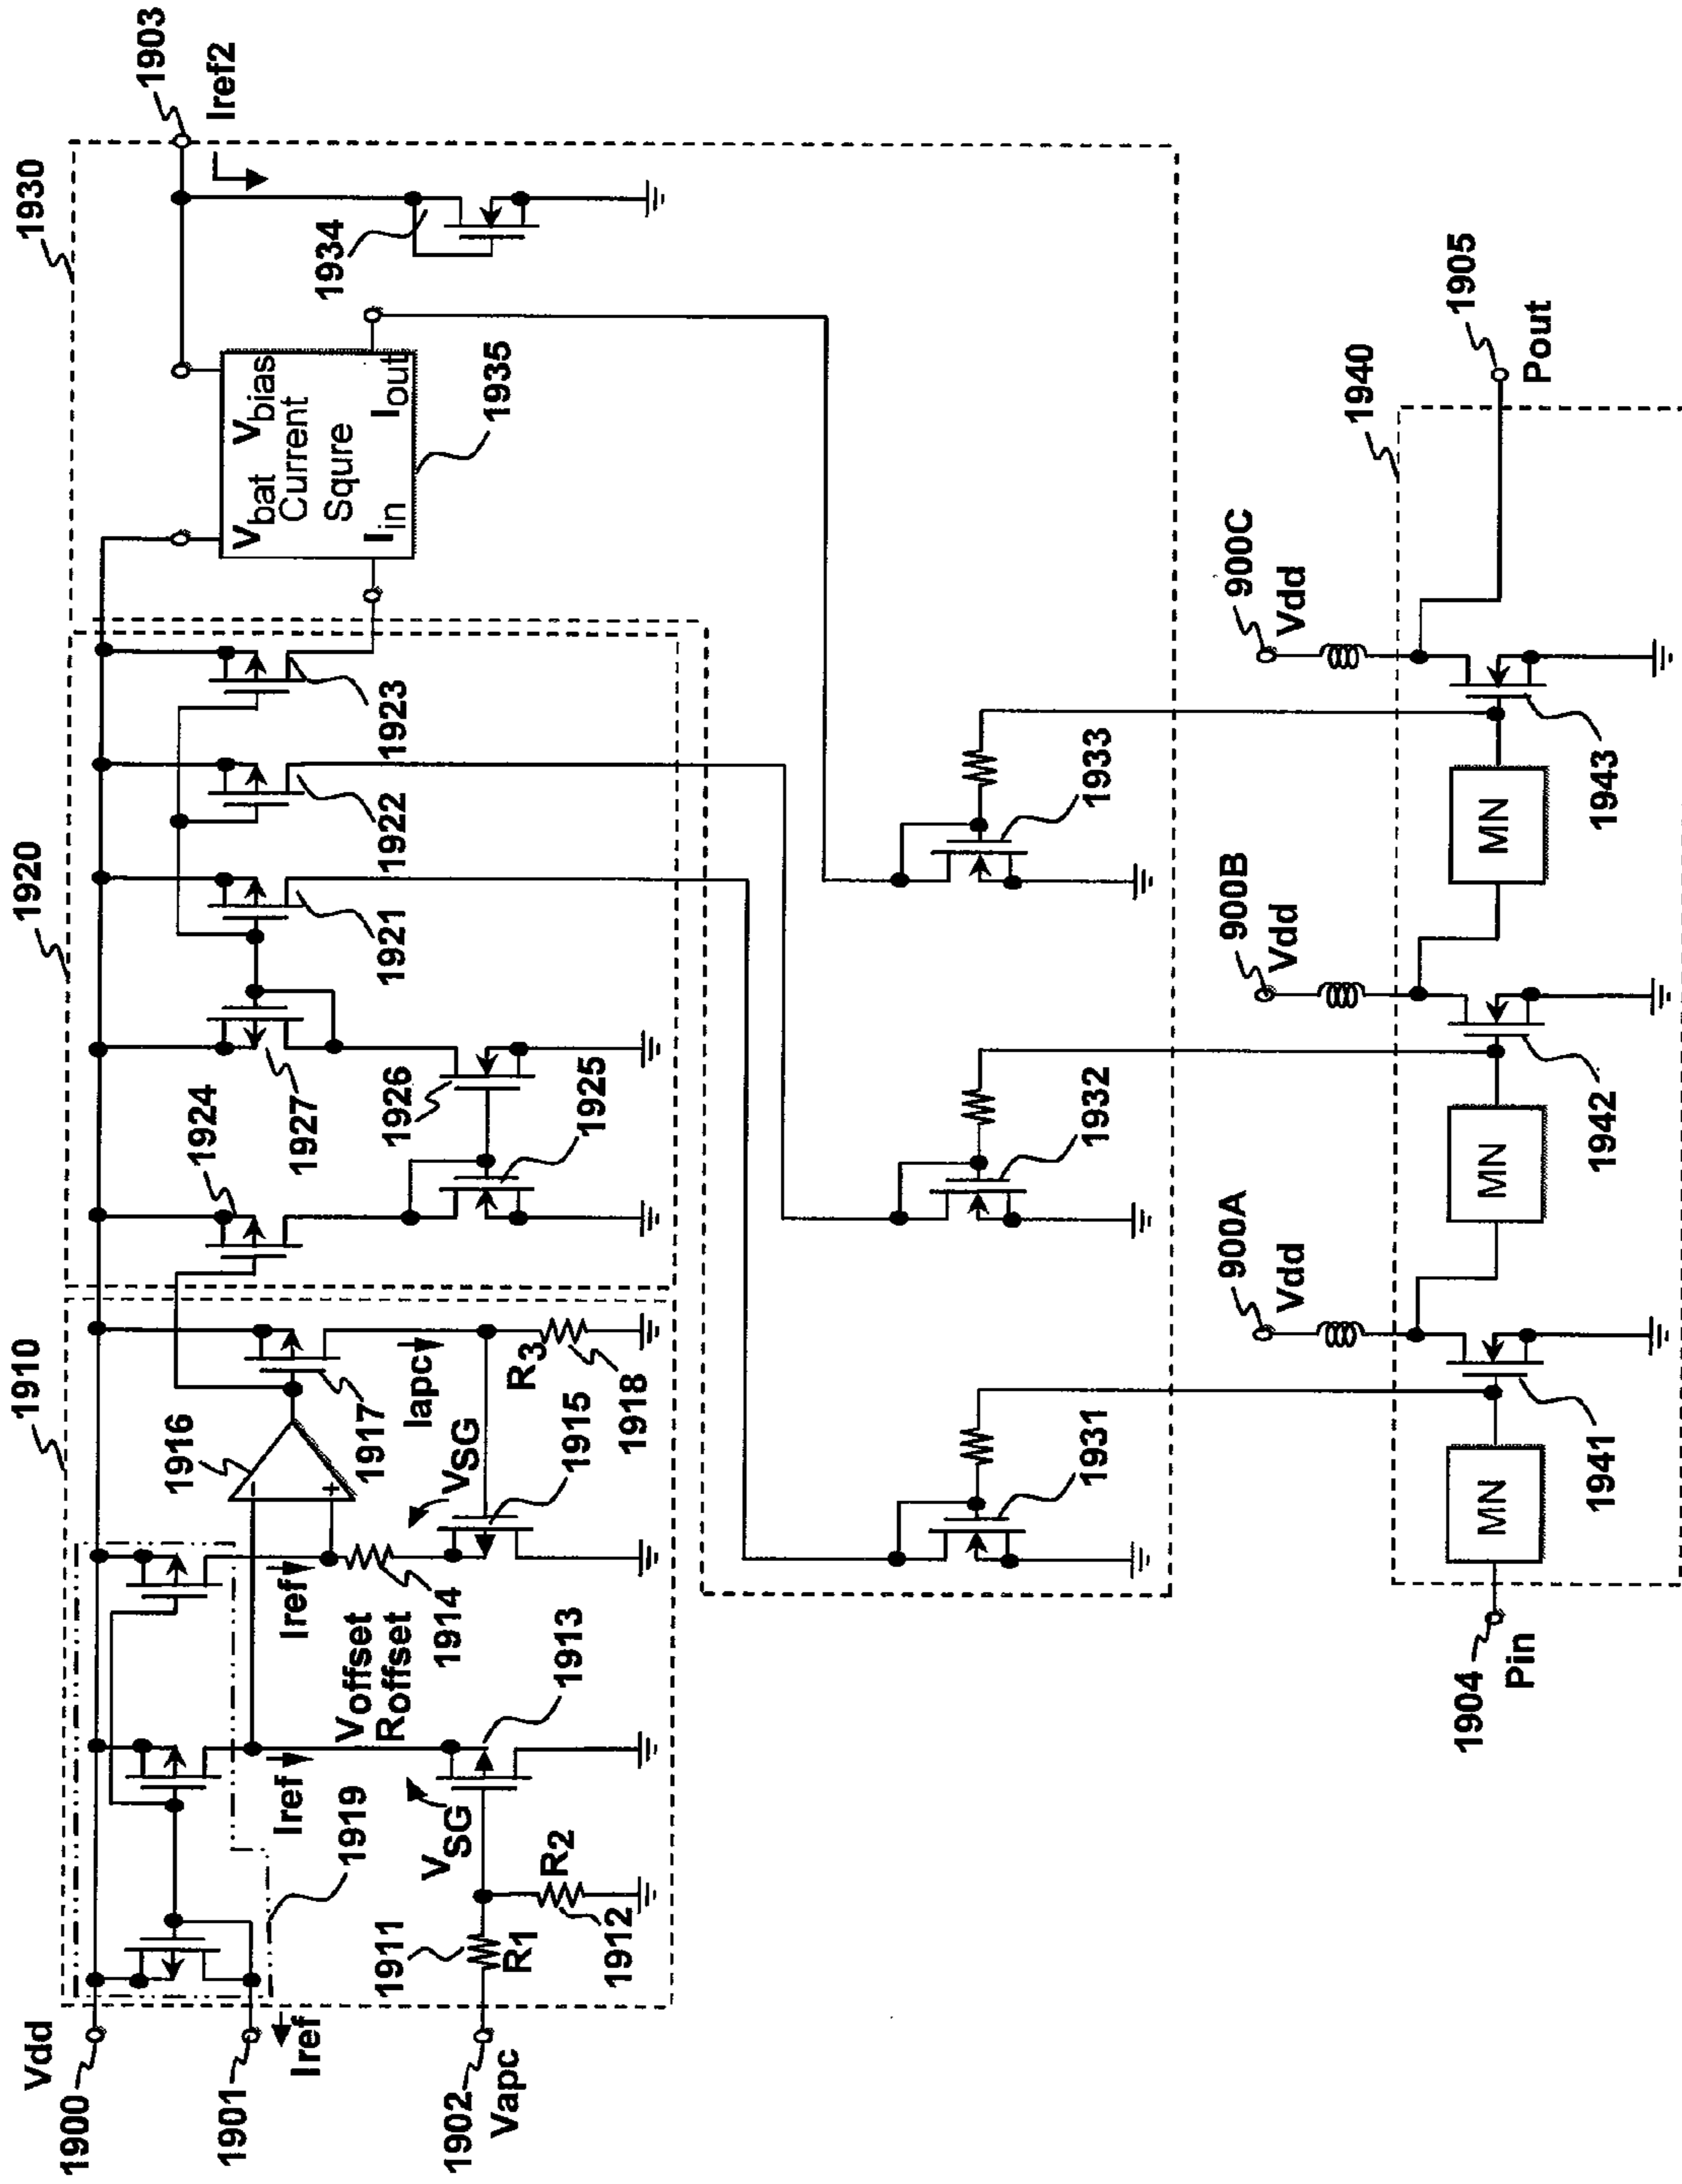 1910
1920
1930
Vdd
1900
1901
Iref
1902
Vapc
1919
Iref
Iref
1916
1917
Iapc
VSG
VSG
Voffset
Roffset
1914
1913
1915
R3
1918
1911
R1
R2
1912
1924
1927
1926
1925
1921
1922
1923
Vbat Vbias
Current
Squre
Iin Iout
1935
1934
1903
Iref2
1931
1932
1933
900A
Vdd
900B
Vdd
900C
Vdd
1940
1905
Pout
1904
Pin
MN
MN
MN
1941
1942
1943
- +